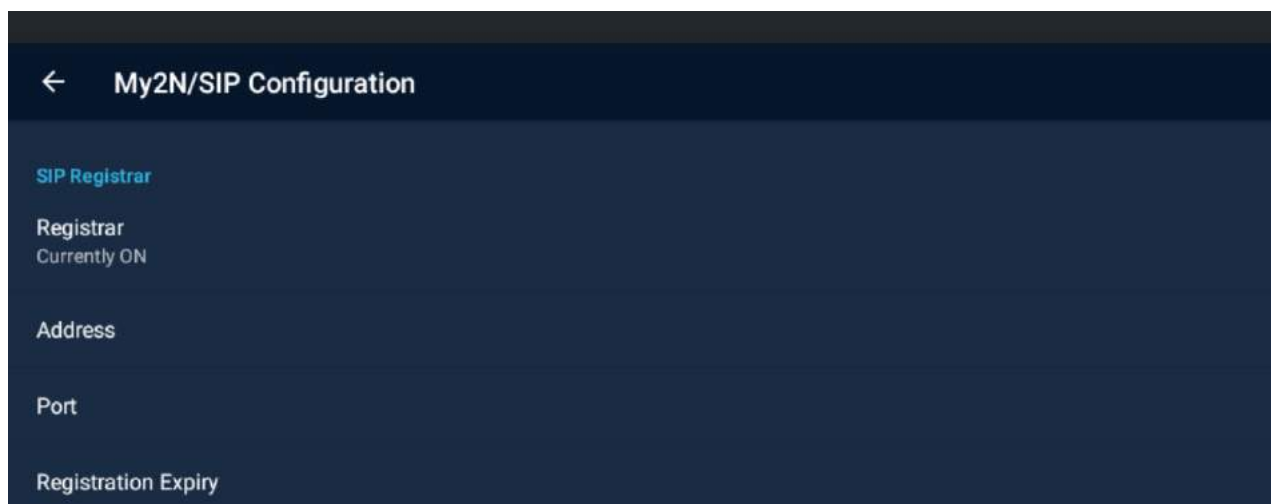 My2N/SIP Configuration
SIP Registrar
Registrar
Currently ON
Address
Port
Registration Expiry